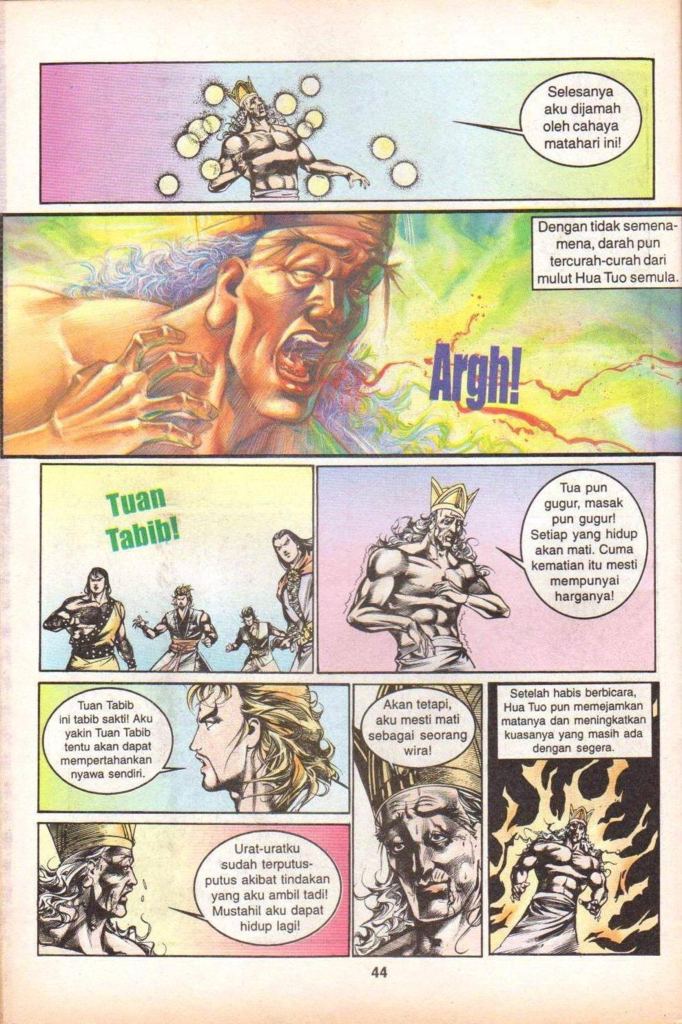 Selesanya
aku dijamah
oleh cahaya
matahari ini!
Dengan tidak semena-
mena, darah pun
tercurah-curah dari
mulut Hua Tuo semula.
Argh!
Tuan
Tabib!
Tua pun
gugur, masak
pun gugur!
Setiap yang hidup
akan mati. Cuma
kematian itu mesti
mempunyai
harganya!
Tuan Tabib
ini tabib sakti! Aku
yakin Tuan Tabib
tentu akan dapat
mempertahankan
nyawa sendiri.
Urat-uratku
sudah terputus-
putus akibat tindakan
yang aku ambil tadi!
Mustahil aku dapat
hidup lagi!
Akan tetapi,
aku mesti mati
sebagai seorang
wira!
Setelah habis berbicara,
Hua Tuo pun memejamkan
matanya dan meningkatkan
kuasanya yang masih ada
dengan segera.
44